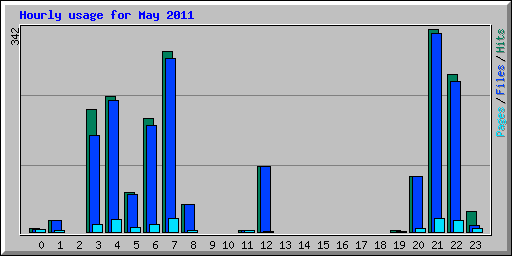 Hourly usage for May 2011
342
Pages/Files/Hits
0 1 2 3 4 5 6 7 8 9 10 11 12 13 14 15 16 17 18 19 20 21 22 23